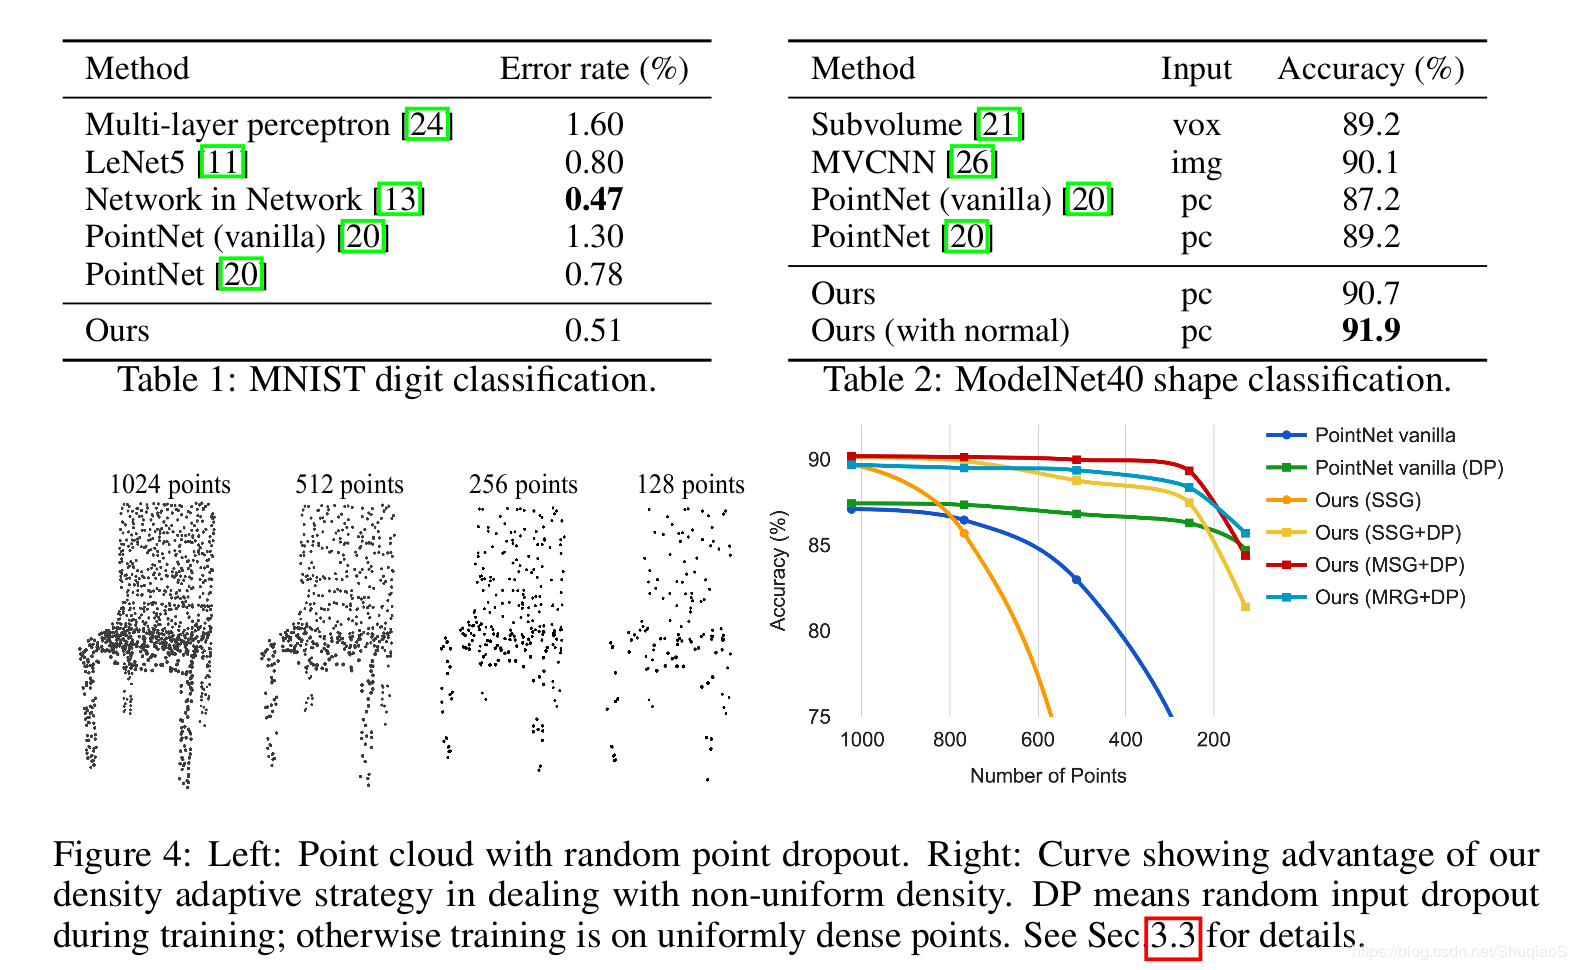 Method Error rate (%)
Multi-layer perceptron [24] 1.60
LeNet5 [11] 0.80
Network in Network [13] 0.47
PointNet (vanilla) [20] 1.30
PointNet [20] 0.78
Ours 0.51
Table 1: MNIST digit classification.
Method Input Accuracy (%)
Subvolume [21] vox 89.2
MVCNN [26] img 90.1
PointNet (vanilla) [20] pc 87.2
PointNet [20] pc 89.2
Ours pc 90.7
Ours (with normal) pc 91.9
Table 2: ModelNet40 shape classification.
1024 points 512 points 256 points 128 points
Accuracy (%)
90
85
80
75
1000 800 600 400 200
Number of Points
PointNet vanilla
PointNet vanilla (DP)
Ours (SSG)
Ours (SSG+DP)
Ours (MSG+DP)
Ours (MRG+DP)
Figure 4: Left: Point cloud with random point dropout. Right: Curve showing advantage of our
density adaptive strategy in dealing with non-uniform density. DP means random input dropout
during training; otherwise training is on uniformly dense points. See Sec. 3.3 for details.
https://blog.csdn.net/ShuqiaoS